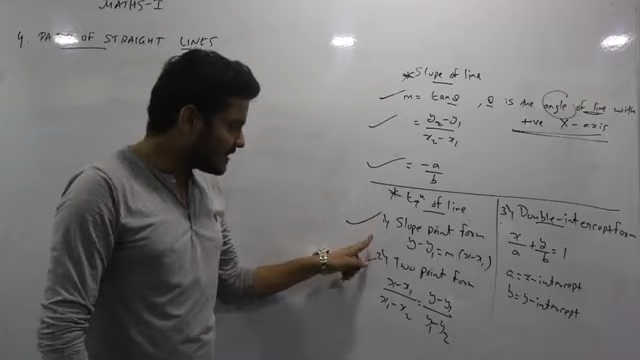 MATHS-I
4. PAIR OF STRAIGHT LINES
* Slope of line
m = tanθ , θ is the angle of line with
+ve X-axis
= y₂-y₁ / x₂-x₁
= -a / b
* Eqⁿ of line
1) Slope point form
y-y₁ = m(x-x₁)
2) Two point form
x-x₁ / x₁-x₂ = y-y₁ / y₁-y₂
3) Double-intercept form
x/a + y/b = 1
a = x-intercept
b = y-intercept